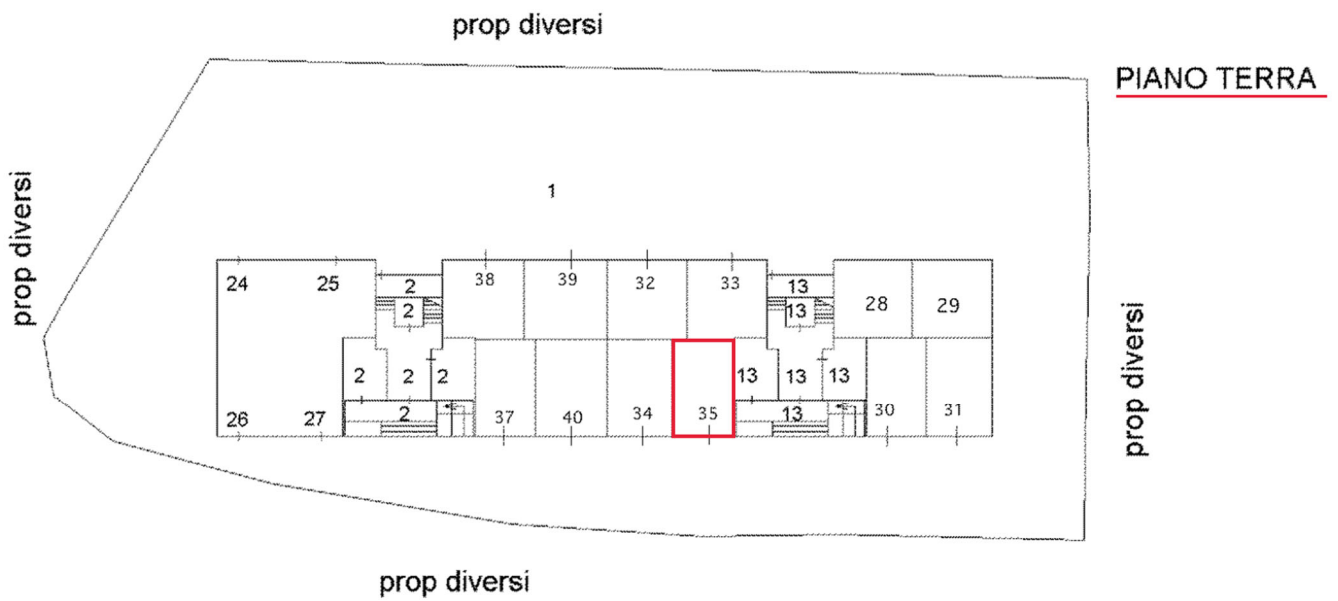 prop diversi
PIANO TERRA
prop diversi
1
24 25 2 38 39 32 33 13 28 29
2 13
prop diversi
2 2 2 13 13 13
26 27 2 37 40 34 35 13 30 31
prop diversi